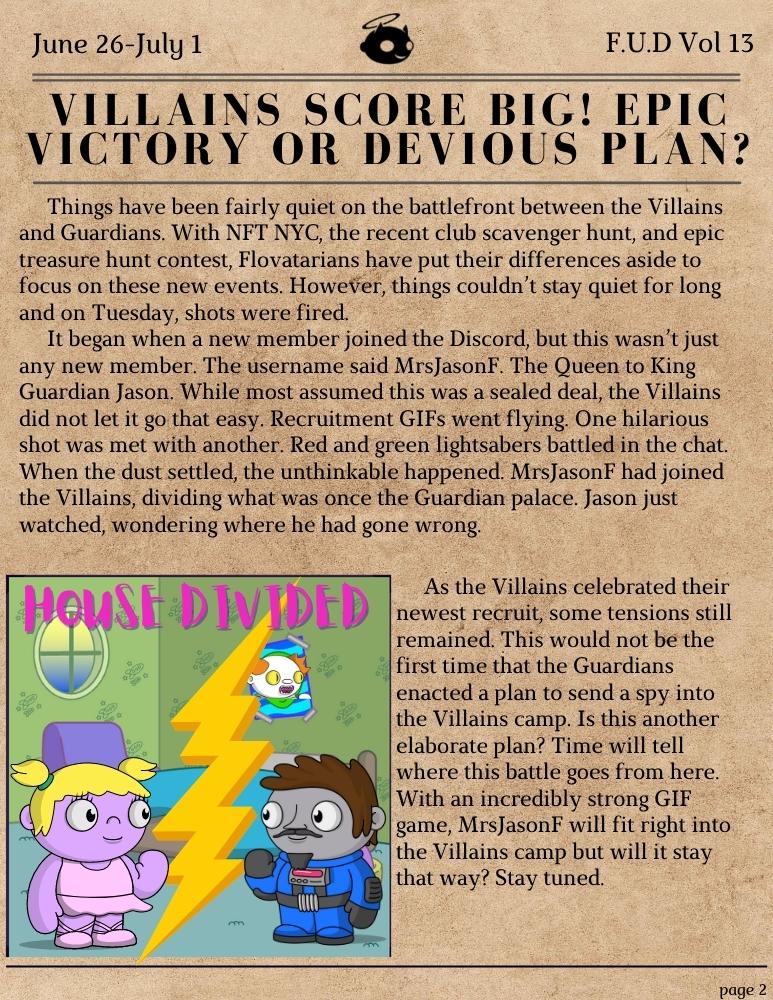 June 26-July 1
F.U.D Vol 13
VILLAINS SCORE BIG! EPIC
VICTORY OR DEVIOUS PLAN?
Things have been fairly quiet on the battlefront between the Villains
and Guardians. With NFT NYC, the recent club scavenger hunt, and epic
treasure hunt contest, Flovatarians have put their differences aside to
focus on these new events. However, things couldn't stay quiet for long
and on Tuesday, shots were fired.
It began when a new member joined the Discord, but this wasn't just
any new member. The username said MrsJasonF. The Queen to King
Guardian Jason. While most assumed this was a sealed deal, the Villains
did not let it go that easy. Recruitment GIFs went flying. One hilarious
shot was met with another. Red and green lightsabers battled in the chat.
When the dust settled, the unthinkable happened. MrsJasonF had joined
the Villains, dividing what was once the Guardian palace. Jason just
watched, wondering where he had gone wrong.
HOUSE DIVIDED
As the Villains celebrated their
newest recruit, some tensions still
remained. This would not be the
first time that the Guardians
enacted a plan to send a spy into
the Villains camp. Is this another
elaborate plan? Time will tell
where this battle goes from here.
With an incredibly strong GIF
game, MrsJasonF will fit right into
the Villains camp but will it stay
that way? Stay tuned.
page 2